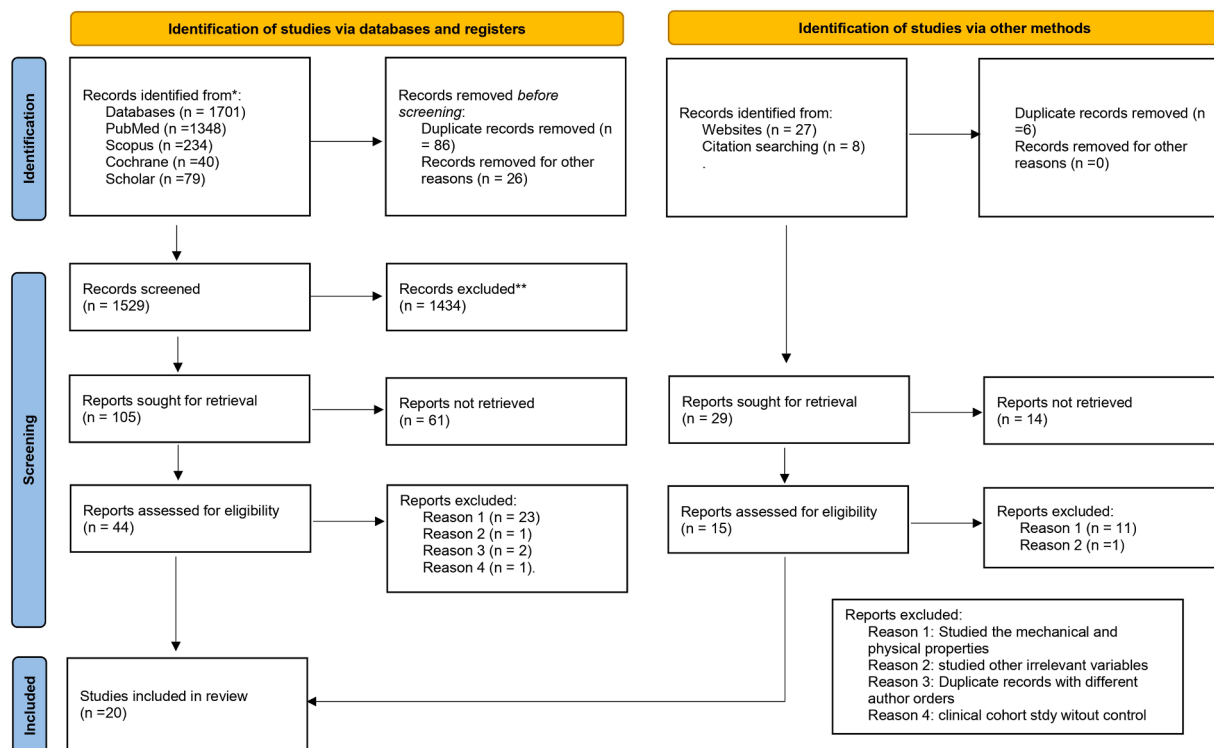 Identification of studies via databases and registers
Identification of studies via other methods
Identification
Records identified from*:
Databases (n = 1701)
PubMed (n =1348)
Scopus (n =234)
Cochrane (n =40)
Scholar (n =79)
Records removed before
screening:
Duplicate records removed (n
= 86)
Records removed for other
reasons (n = 26)
Records identified from:
Websites (n = 27)
Citation searching (n = 8)
.
Duplicate records removed (n
=6)
Records removed for other
reasons (n =0)
Screening
Records screened
(n = 1529)
Records excluded**
(n = 1434)
Reports sought for retrieval
(n = 105)
Reports not retrieved
(n = 61)
Reports sought for retrieval
(n = 29)
Reports not retrieved
(n = 14)
Reports assessed for eligibility
(n = 44)
Reports excluded:
Reason 1 (n = 23)
Reason 2 (n = 1)
Reason 3 (n = 2)
Reason 4 (n = 1).
Reports assessed for eligibility
(n = 15)
Reports excluded:
Reason 1 (n = 11)
Reason 2 (n =1)
Reports excluded:
Reason 1: Studied the mechanical and
physical properties
Reason 2: studied other irrelevant variables
Reason 3: Duplicate records with different
author orders
Reason 4: clinical cohort stdy witout control
Included
Studies included in review
(n =20)